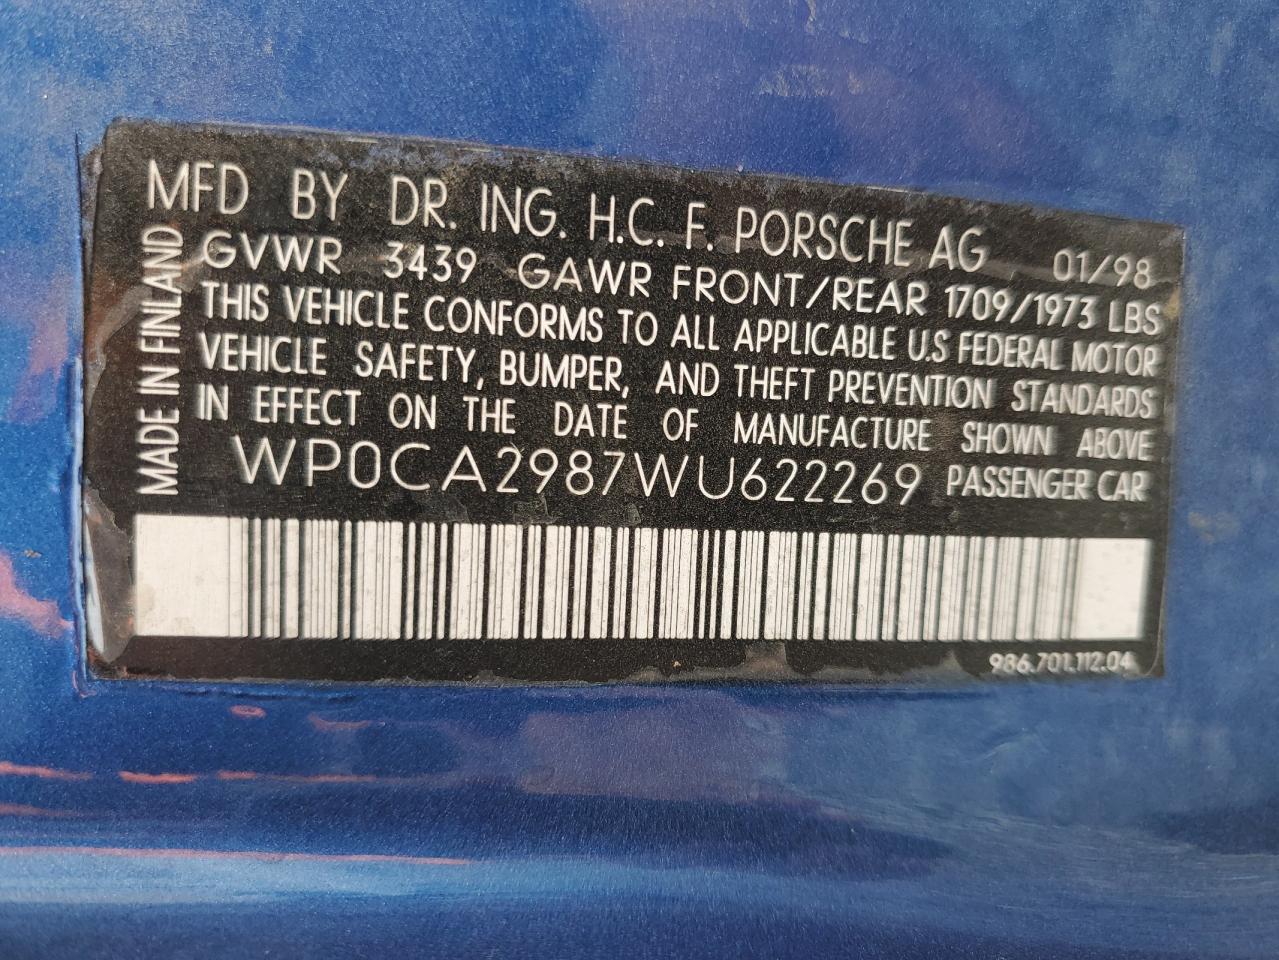 MFD BY DR. ING. H.C. F. PORSCHE AG 01/98
GVWR 3439 GAWR FRONT/REAR 1709/1973 LBS
THIS VEHICLE CONFORMS TO ALL APPLICABLE U.S FEDERAL MOTOR
VEHICLE SAFETY, BUMPER, AND THEFT PREVENTION STANDARDS
IN EFFECT ON THE DATE OF MANUFACTURE SHOWN ABOVE
WP0CA2987WU622269 PASSENGER CAR
MADE IN FINLAND
986.701.112.04